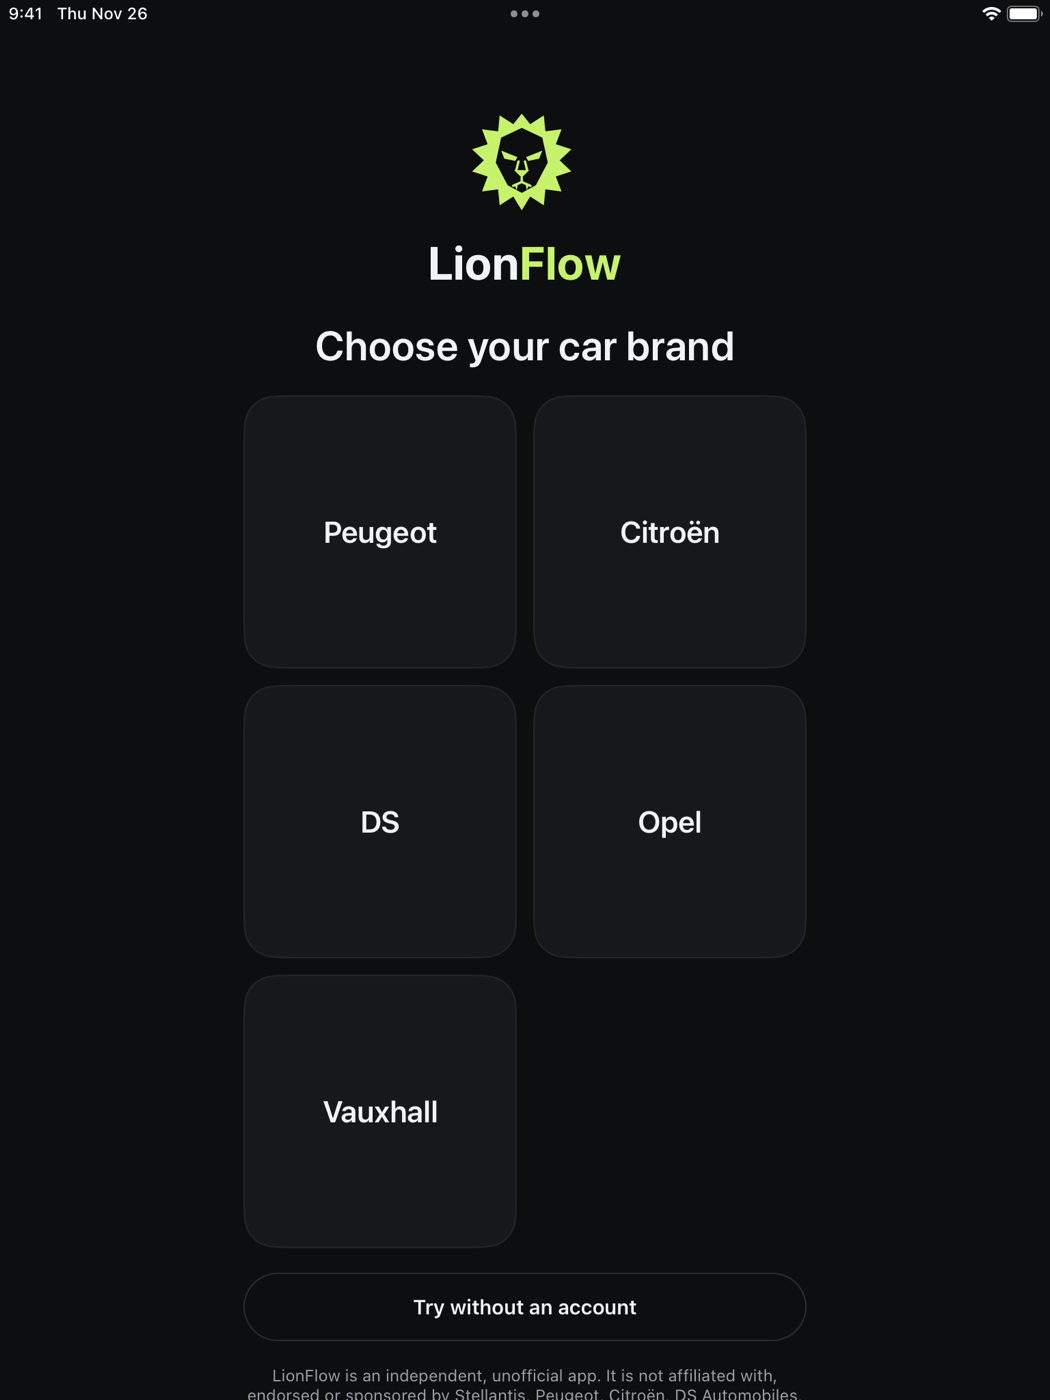 9:41 Thu Nov 26
LionFlow
Choose your car brand
Peugeot
Citroën
DS
Opel
Vauxhall
Try without an account
LionFlow is an independent, unofficial app. It is not affiliated with,
endorsed or sponsored by Stellantis, Peugeot, Citroën, DS Automobiles,